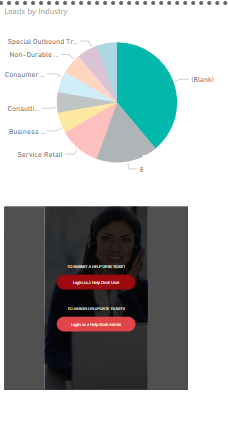 Leads by Industry
Special Outbound Tr...
Non-Durable ...
(Blank)
Consumer ...
Consulti...
Business ...
Service Retail
E
TO SUBMIT A HELP DESK TICKET
Login as a Help Desk User
TO ASSIGN OR UPDATE TICKETS
Login as a Help Desk Admin